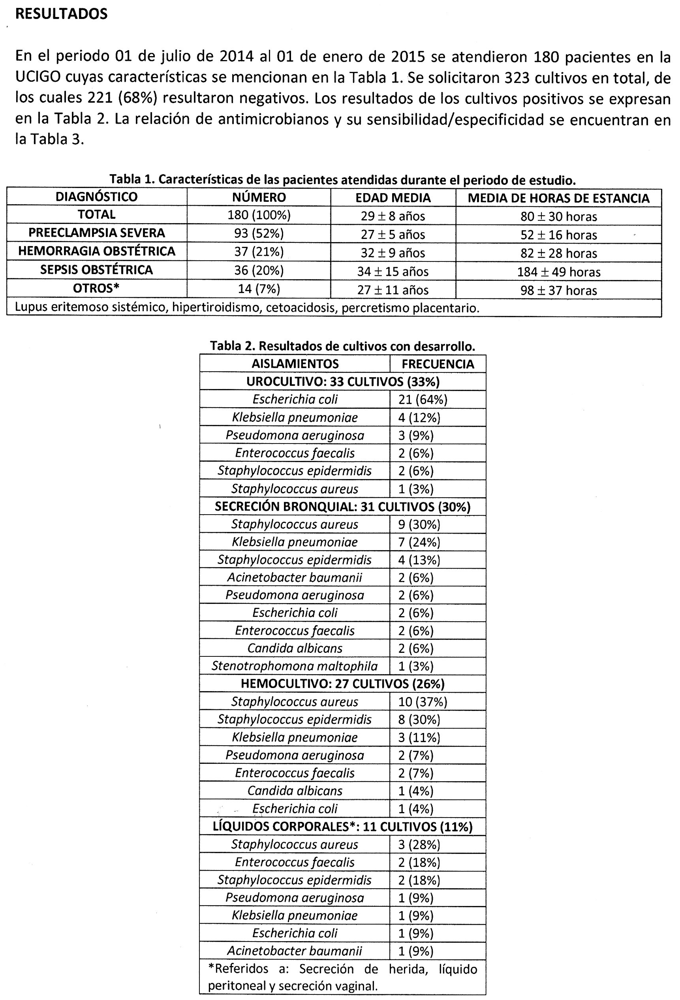 RESULTADOS
En el periodo 01 de julio de 2014 al 01 de enero de 2015 se atendieron 180 pacientes en la
UCIGO cuyas características se mencionan en la Tabla 1. Se solicitaron 323 cultivos en total, de
los cuales 221 (68%) resultaron negativos. Los resultados de los cultivos positivos se expresan
en la Tabla 2. La relación de antimicrobianos y su sensibilidad/especificidad se encuentran en
la Tabla 3.
Tabla 1. Características de las pacientes atendidas durante el periodo de estudio.
DIAGNÓSTICO NÚMERO EDAD MEDIA MEDIA DE HORAS DE ESTANCIA
TOTAL 180 (100%) 29 ± 8 años 80 ± 30 horas
PREECLAMPSIA SEVERA 93 (52%) 27 ± 5 años 52 ± 16 horas
HEMORRAGIA OBSTÉTRICA 37 (21%) 32 ± 9 años 82 ± 28 horas
SEPSIS OBSTÉTRICA 36 (20%) 34 ± 15 años 184 ± 49 horas
OTROS* 14 (7%) 27 ± 11 años 98 ± 37 horas
Lupus eritemoso sistémico, hipertiroidismo, cetoacidosis, percretismo placentario.
Tabla 2. Resultados de cultivos con desarrollo.
AISLAMIENTOS FRECUENCIA
UROCULTIVO: 33 CULTIVOS (33%)
Escherichia coli 21 (64%)
Klebsiella pneumoniae 4 (12%)
Pseudomona aeruginosa 3 (9%)
Enterococcus faecalis 2 (6%)
Staphylococcus epidermidis 2 (6%)
Staphylococcus aureus 1 (3%)
SECRECIÓN BRONQUIAL: 31 CULTIVOS (30%)
Staphylococcus aureus 9 (30%)
Klebsiella pneumoniae 7 (24%)
Staphylococcus epidermidis 4 (13%)
Acinetobacter baumanii 2 (6%)
Pseudomona aeruginosa 2 (6%)
Escherichia coli 2 (6%)
Enterococcus faecalis 2 (6%)
Candida albicans 2 (6%)
Stenotrophomona maltophila 1 (3%)
HEMOCULTIVO: 27 CULTIVOS (26%)
Staphylococcus aureus 10 (37%)
Staphylococcus epidermidis 8 (30%)
Klebsiella pneumoniae 3 (11%)
Pseudomona aeruginosa 2 (7%)
Enterococcus faecalis 2 (7%)
Candida albicans 1 (4%)
Escherichia coli 1 (4%)
LÍQUIDOS CORPORALES*: 11 CULTIVOS (11%)
Staphylococcus aureus 3 (28%)
Enterococcus faecalis 2 (18%)
Staphylococcus epidermidis 2 (18%)
Pseudomona aeruginosa 1 (9%)
Klebsiella pneumoniae 1 (9%)
Escherichia coli 1 (9%)
Acinetobacter baumanii 1 (9%)
*Referidos a: Secreción de herida, líquido
peritoneal y secreción vaginal.